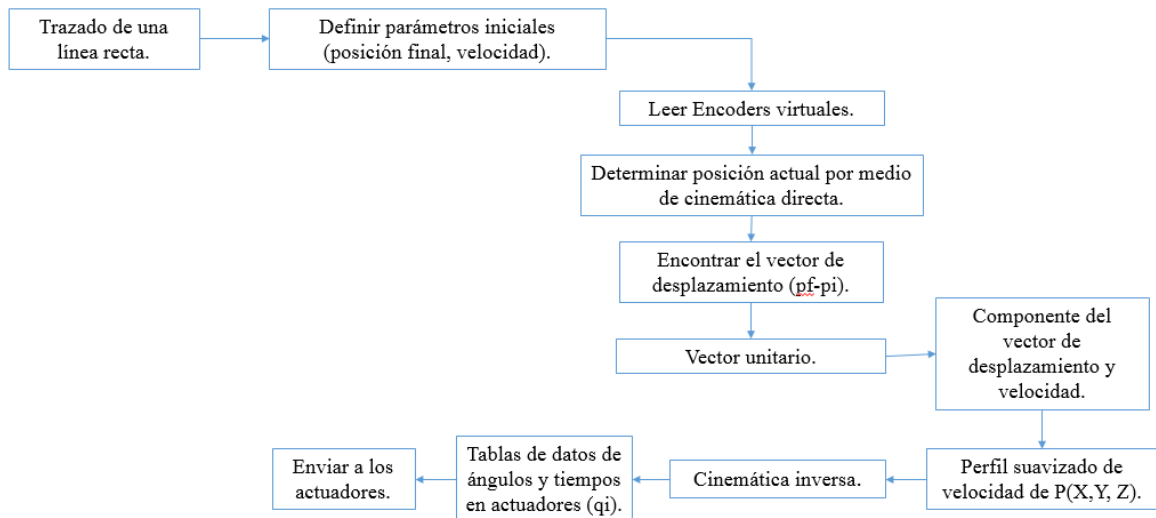 Trazado de una
línea recta.
Definir parámetros iniciales
(posición final, velocidad).
Leer Encoders virtuales.
Determinar posición actual por medio
de cinemática directa.
Encontrar el vector de
desplazamiento (pf-pi).
Vector unitario.
Componente del
vector de
desplazamiento y
velocidad.
Perfil suavizado de
velocidad de P(X,Y, Z).
Cinemática inversa.
Tablas de datos de
ángulos y tiempos
en actuadores (qi).
Enviar a los
actuadores.